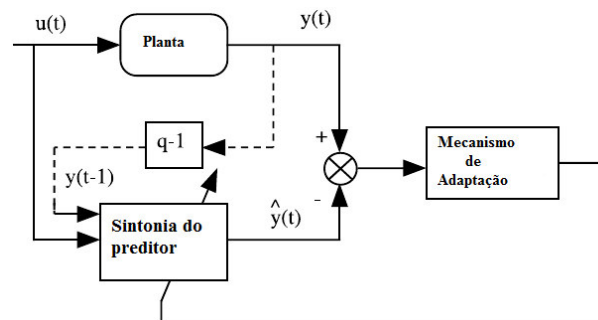 u(t)
Planta
y(t)
q-1
y(t-1)
+
-
Mecanismo
de
Adaptação
Sintonia do
preditor
ŷ(t)